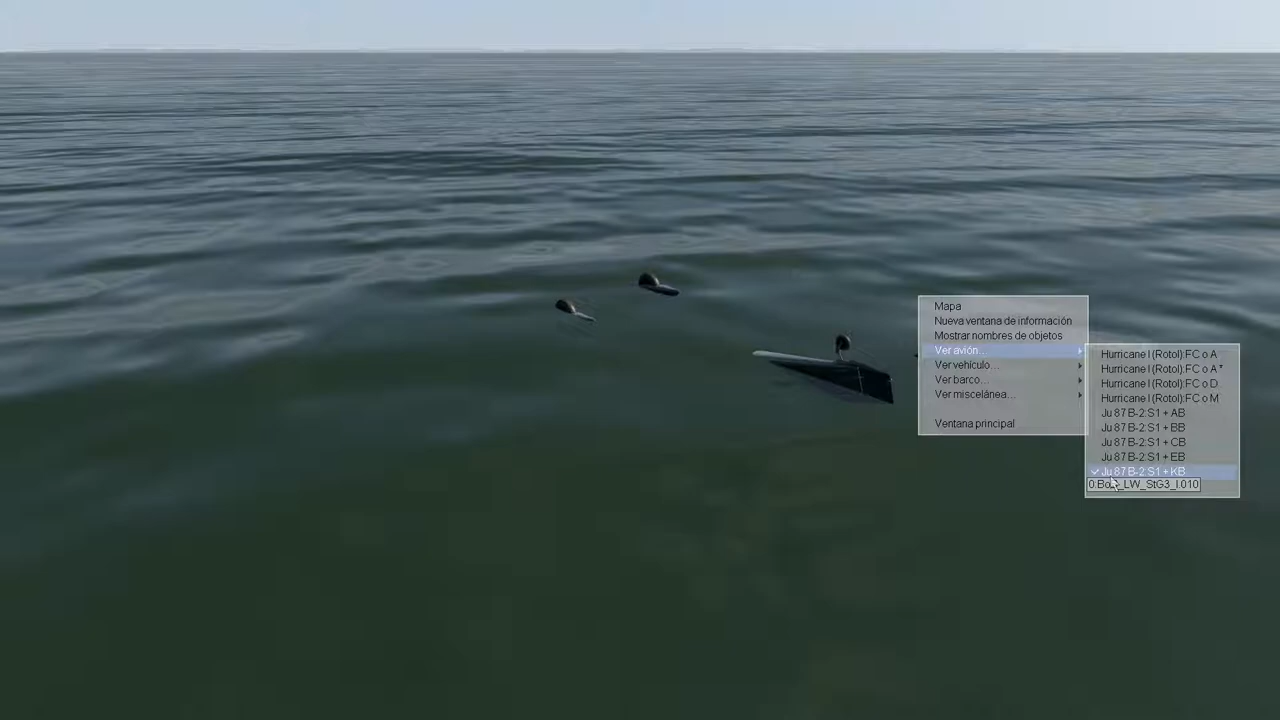 Mapa
Nueva ventana de información
Mostrar nombres de objetos
Ver avión...
Ver vehículo...
Ver barco...
Ver miscelánea...
Ventana principal
Hurricane I (Rotol):FC o A
Hurricane I (Rotol):FC o A*
Hurricane I (Rotol):FC o D
Hurricane I (Rotol):FC o M
Ju 87 B-2:S1 + AB
Ju 87 B-2:S1 + BB
Ju 87 B-2:S1 + CB
Ju 87 B-2:S1 + EB
Ju 87 B-2:S1 + KB